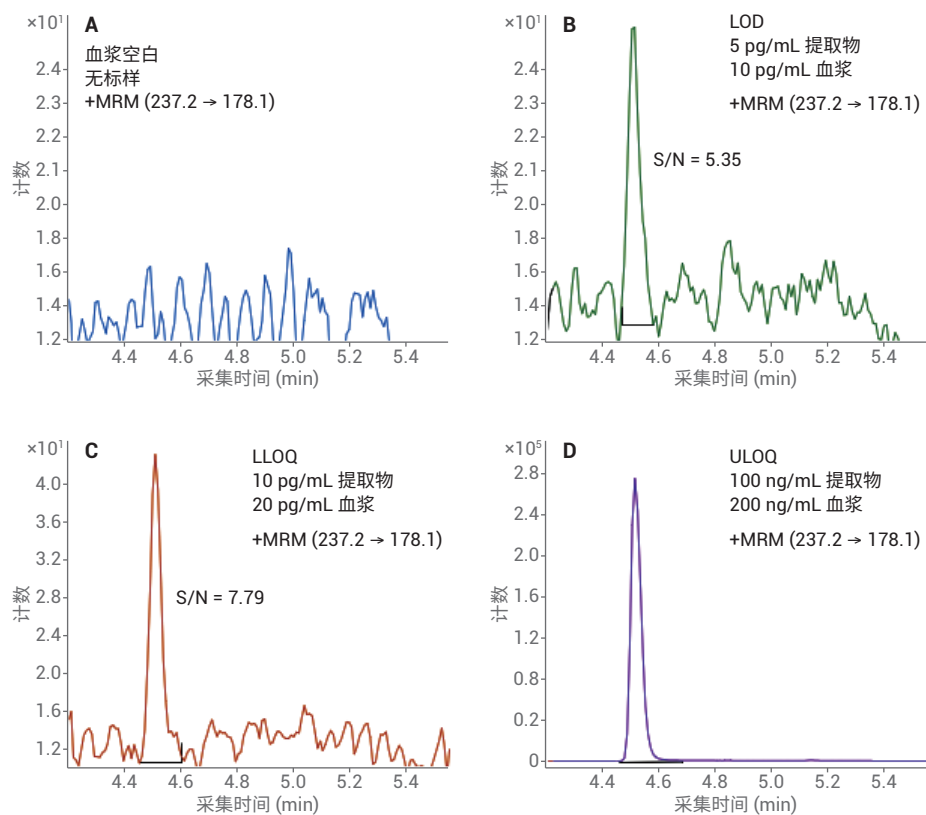 ×10¹
A
血浆空白
无标样
+MRM (237.2 → 178.1)
2.4
2.3
2.2
2.1
2.0
1.8
1.6
1.4
1.2
计数
4.4 4.6 4.8 5.0 5.2 5.4
采集时间 (min)
×10¹
B
LOD
5 pg/mL 提取物
10 pg/mL 血浆
+MRM (237.2 → 178.1)
S/N = 5.35
2.4
2.3
2.2
2.1
2.0
1.8
1.6
1.4
1.2
计数
4.4 4.6 4.8 5.0 5.2 5.4
采集时间 (min)
×10¹
C
LLOQ
10 pg/mL 提取物
20 pg/mL 血浆
+MRM (237.2 → 178.1)
S/N = 7.79
4.0
3.6
3.2
2.8
2.4
2.0
1.6
1.2
计数
4.4 4.6 4.8 5.0 5.2 5.4
采集时间 (min)
×10⁵
D
ULOQ
100 ng/mL 提取物
200 ng/mL 血浆
+MRM (237.2 → 178.1)
2.8
2.4
2.0
1.6
1.2
0.8
0.2
0
计数
4.4 4.6 4.8 5.0 5.2 5.4
采集时间 (min)